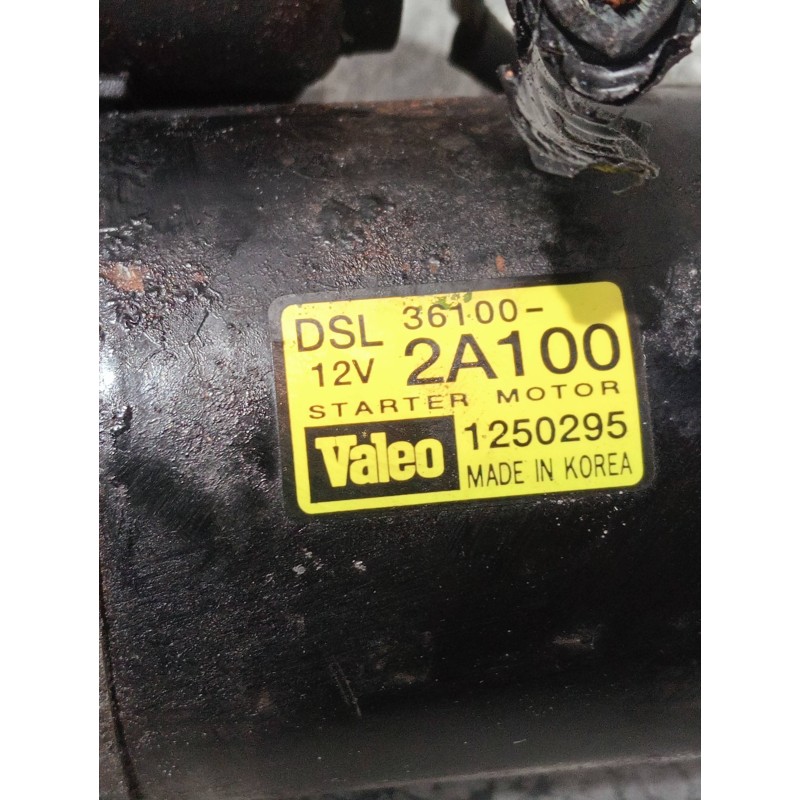 DSL 36100-
12V 2A100
STARTER MOTOR
Valeo 1250295
MADE IN KOREA